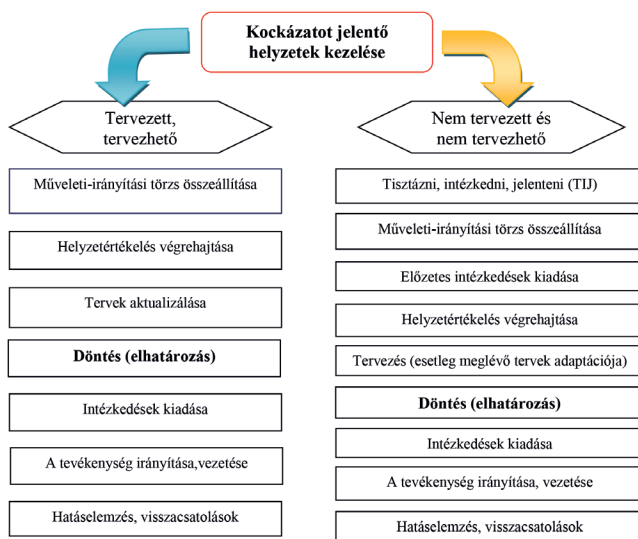 Kockázatot jelentő
helyzetek kezelése
Tervezett,
tervezhető
Műveleti-irányítási törzs összeállítása
Helyzetértékelés végrehajtása
Tervek aktualizálása
Döntés (elhatározás)
Intézkedések kiadása
A tevékenység irányítása,vezetése
Hatáselemzés, visszacsatolások
Nem tervezett és
nem tervezhető
Tisztázni, intézkedni, jelenteni (TIJ)
Műveleti-irányítási törzs összeállítása
Előzetes intézkedések kiadása
Helyzetértékelés végrehajtása
Tervezés (esetleg meglévő tervek adaptációja)
Döntés (elhatározás)
Intézkedések kiadása
A tevékenység irányítása, vezetése
Hatáselemzés, visszacsatolások